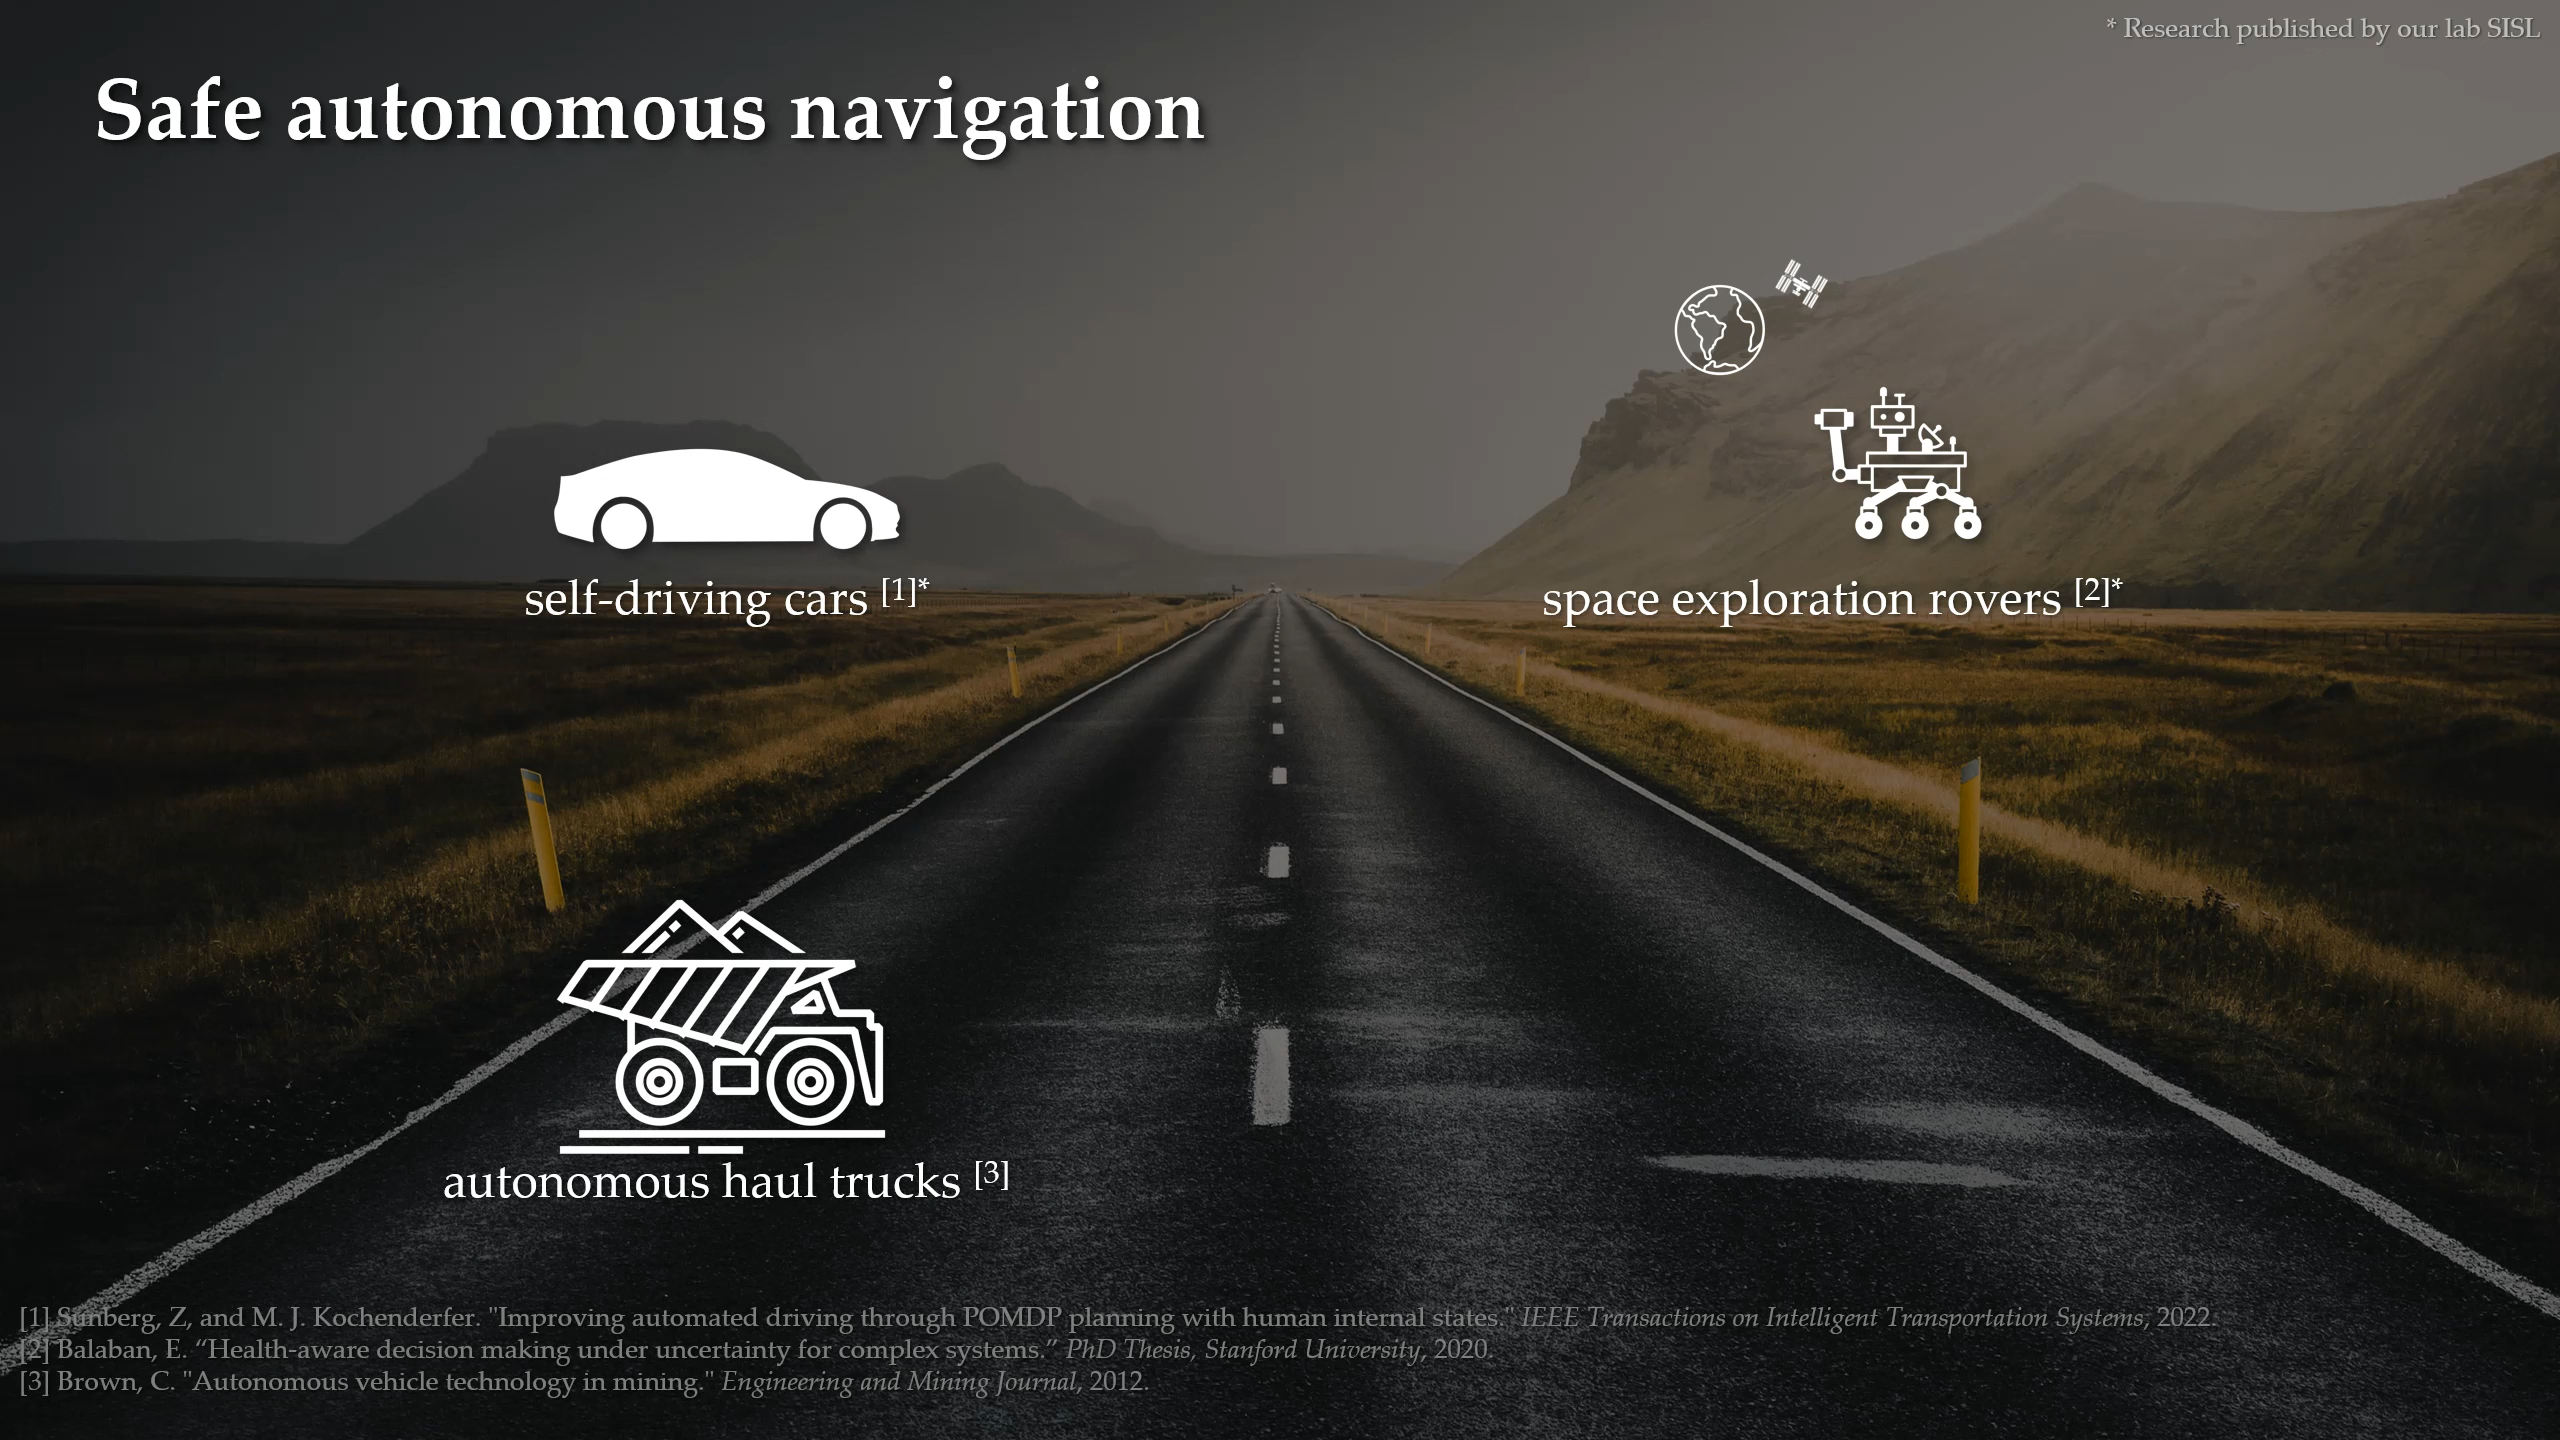 * Research published by our lab SISL
Safe autonomous navigation
self-driving cars [1]*
space exploration rovers [2]*
autonomous haul trucks [3]
[1] Sunberg, Z, and M. J. Kochenderfer. "Improving automated driving through POMDP planning with human internal states." IEEE Transactions on Intelligent Transportation Systems, 2022.
[2] Balaban, E. “Health-aware decision making under uncertainty for complex systems.” PhD Thesis, Stanford University, 2020.
[3] Brown, C. "Autonomous vehicle technology in mining." Engineering and Mining Journal, 2012.